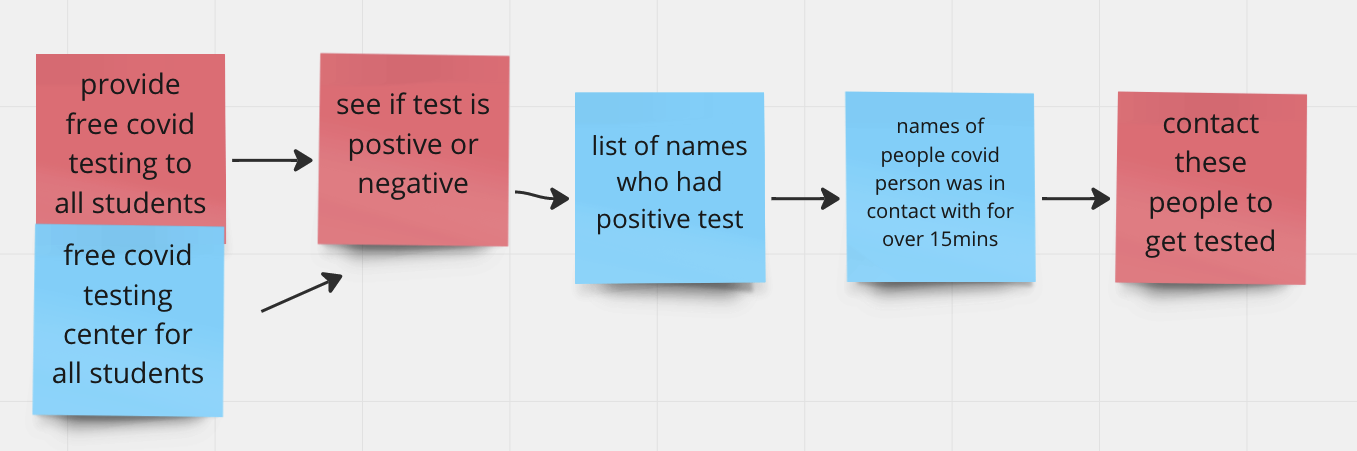 provide
free covid
testing to
all students
free covid
testing
center for
all students
see if test is
postive or
negative
list of names
who had
positive test
names of
people covid
person was in
contact with for
over 15mins
contact
these
people to
get tested